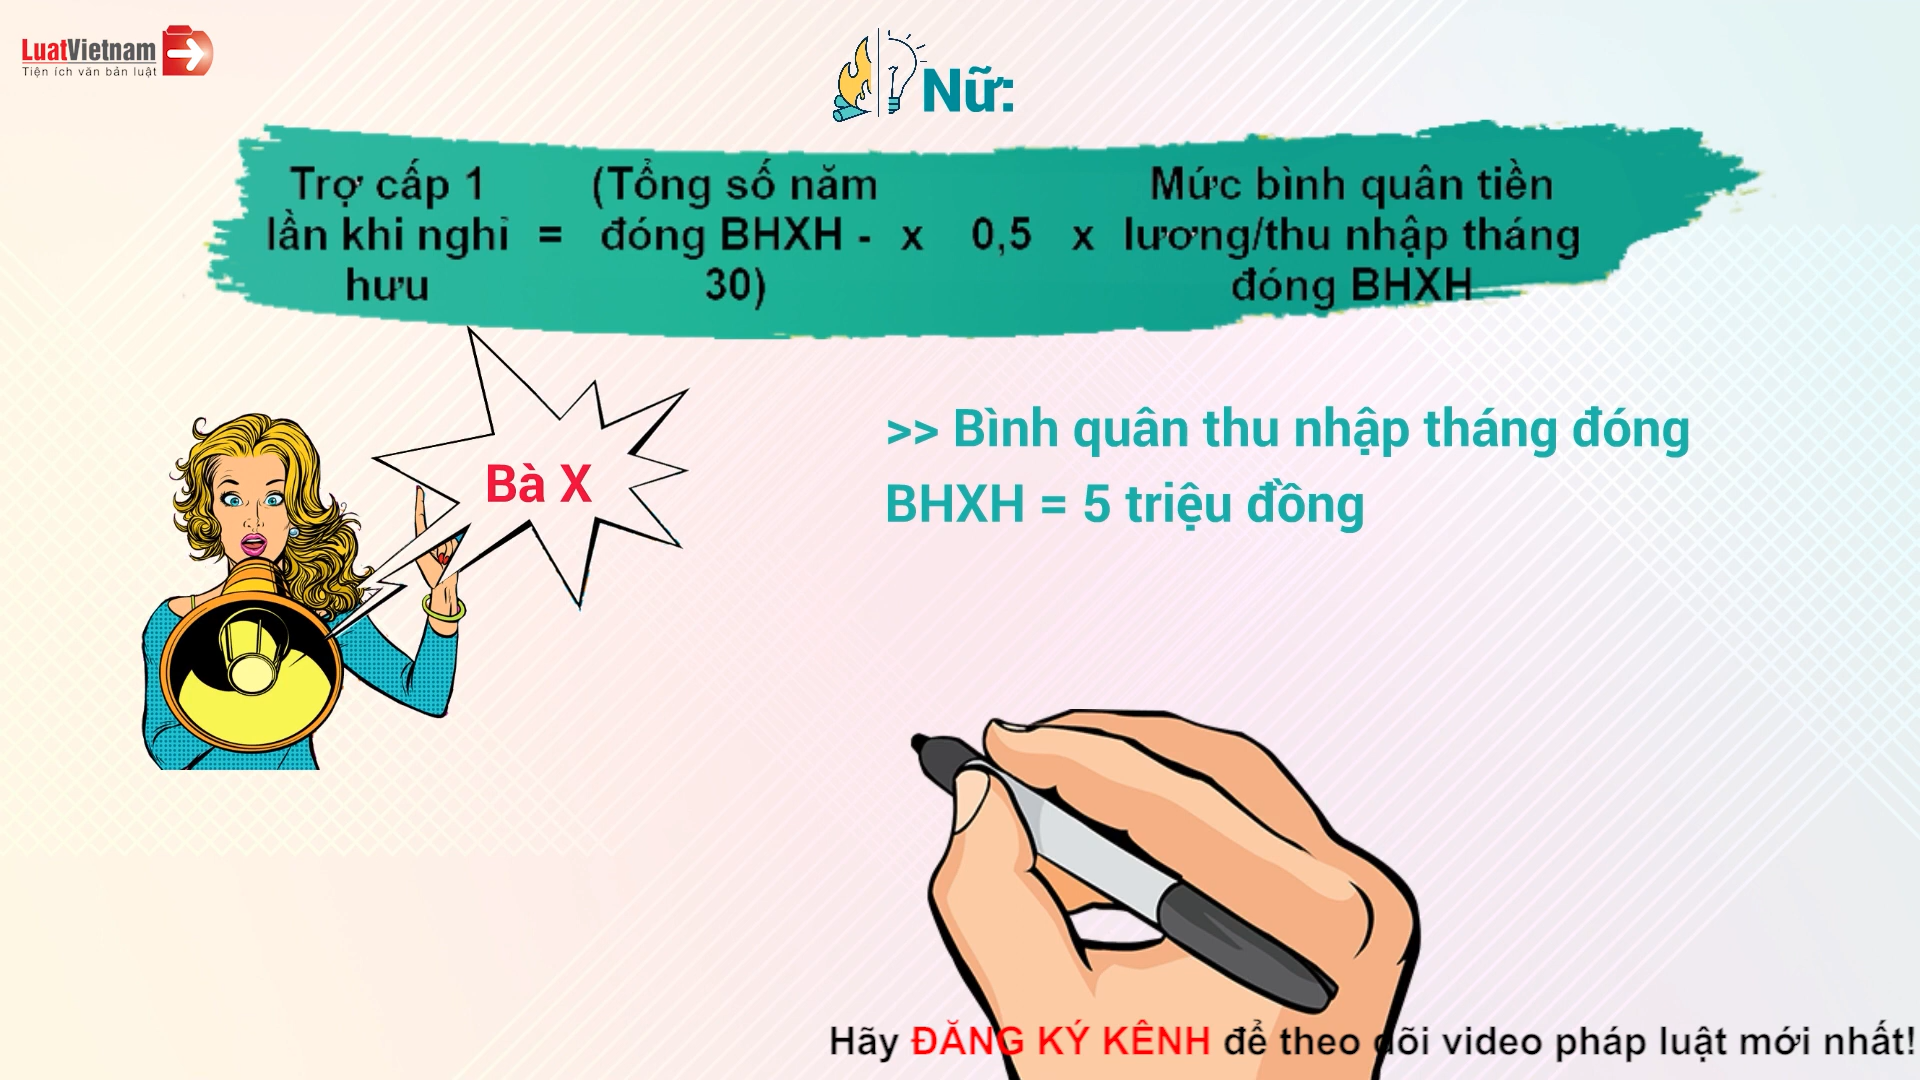 LuatVietnam
Tiện ích văn bản luật
Nữ:
Trợ cấp 1 lần khi nghỉ hưu = (Tổng số năm đóng BHXH - 30) x 0,5 x Mức bình quân tiền lương/thu nhập tháng đóng BHXH
Bà X
>> Bình quân thu nhập tháng đóng
BHXH = 5 triệu đồng
Hãy ĐĂNG KÝ KÊNH để theo dõi video pháp luật mới nhất!